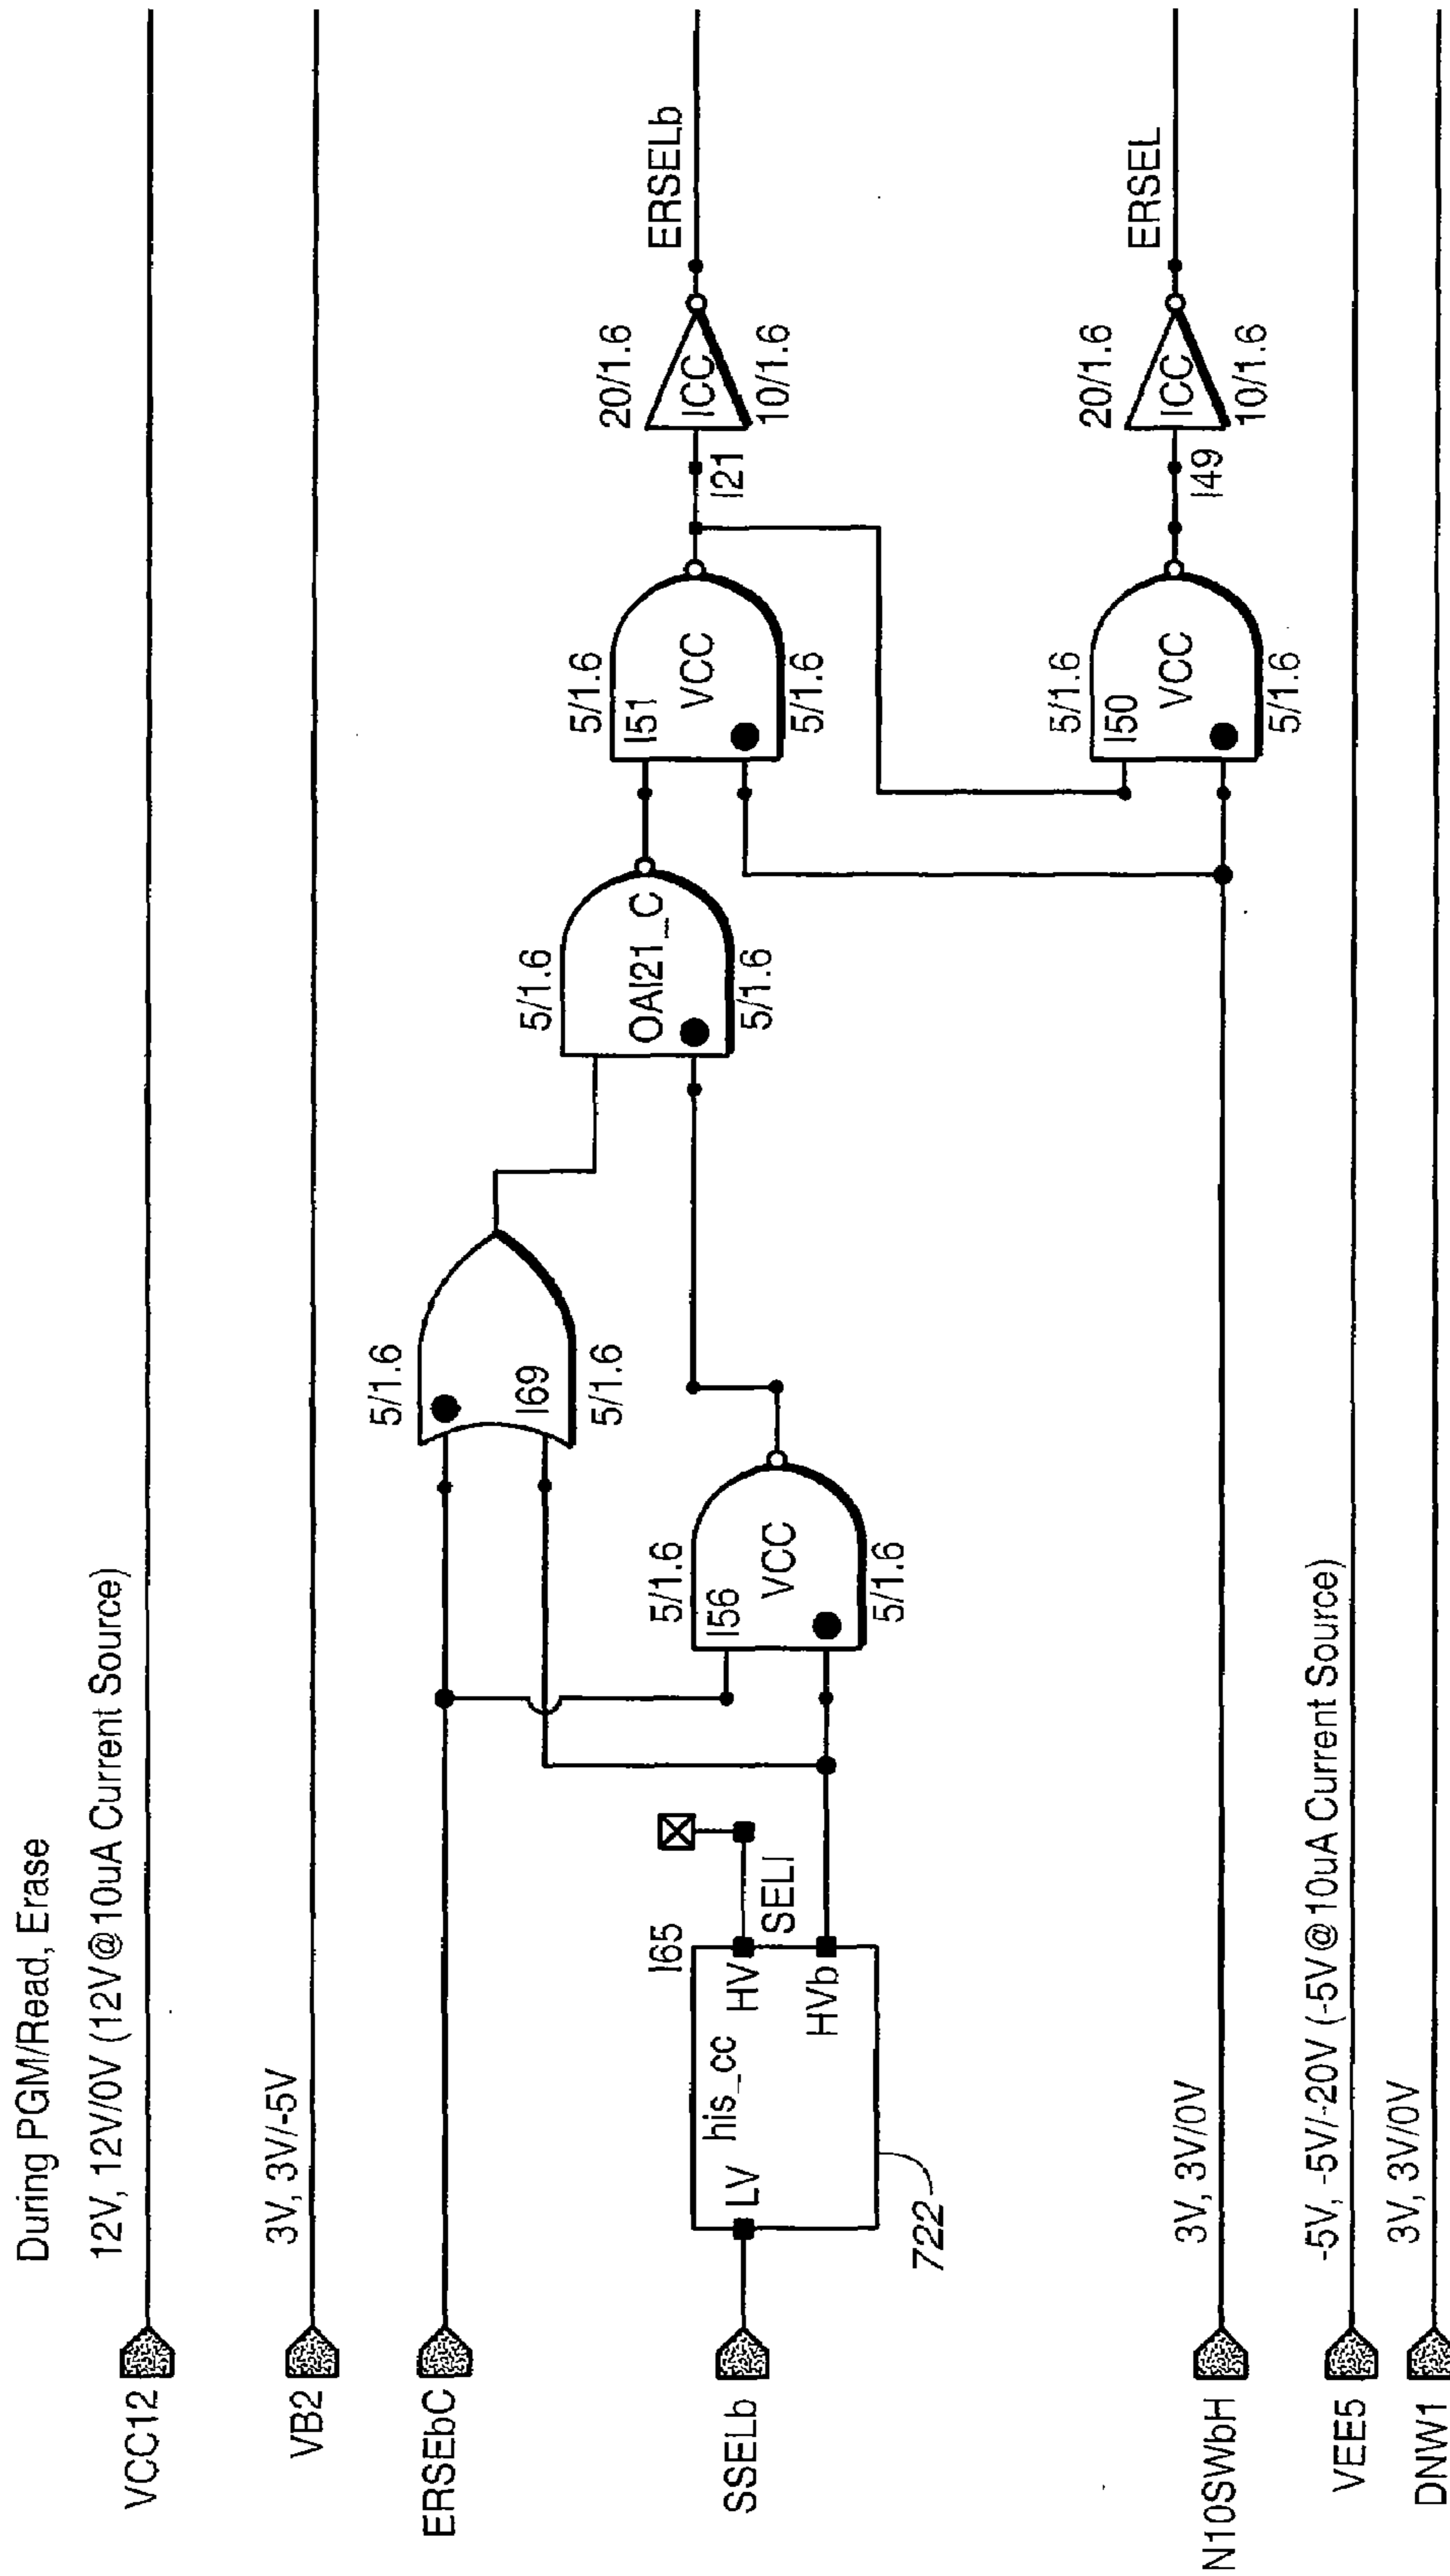 During PGM/Read, Erase
VCC12
12V, 12V/0V (12V@10uA Current Source)
VB2
3V, 3V/-5V
ERSEbC
5/1.6
I69
5/1.6
5/1.6
OAI21_C
5/1.6
5/1.6
I51
VCC
5/1.6
I21
20/1.6
ICC
10/1.6
ERSELb
SSELb
LV
his_cc
HV
HVb
I65
SELI
722
5/1.6
I56
VCC
5/1.6
5/1.6
I50
VCC
5/1.6
I49
20/1.6
ICC
10/1.6
ERSEL
N10SWbH
3V, 3V/0V
VEE5
-5V, -5V/-20V (-5V@10uA Current Source)
DNW1
3V, 3V/0V